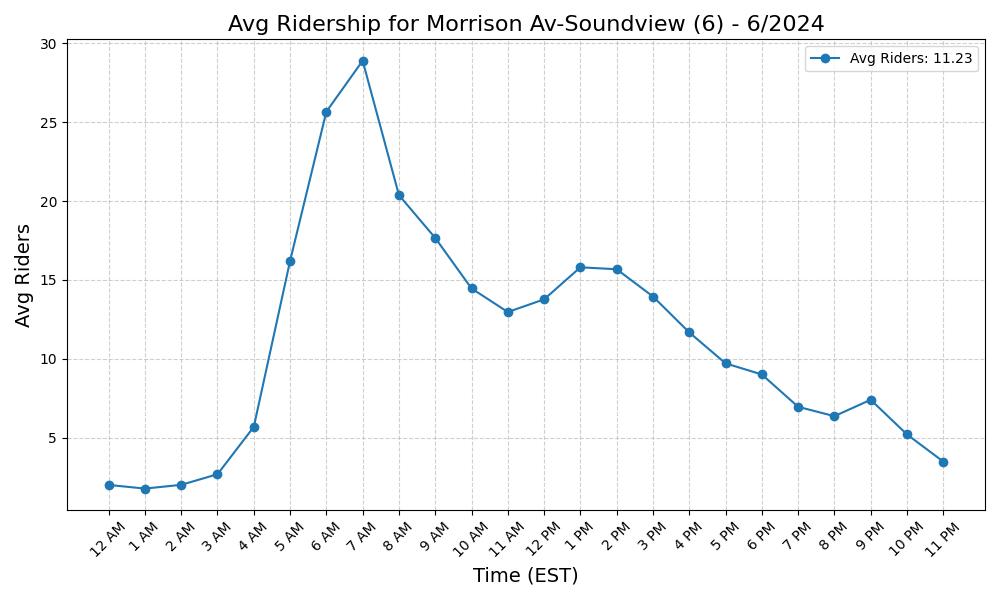 Avg Ridership for Morrison Av-Soundview (6) - 6/2024
Avg Riders: 11.23
Avg Riders
30
25
20
15
10
5
12 AM
1 AM
2 AM
3 AM
4 AM
5 AM
6 AM
7 AM
8 AM
9 AM
10 AM
11 AM
12 PM
1 PM
2 PM
3 PM
4 PM
5 PM
6 PM
7 PM
8 PM
9 PM
10 PM
11 PM
Time (EST)